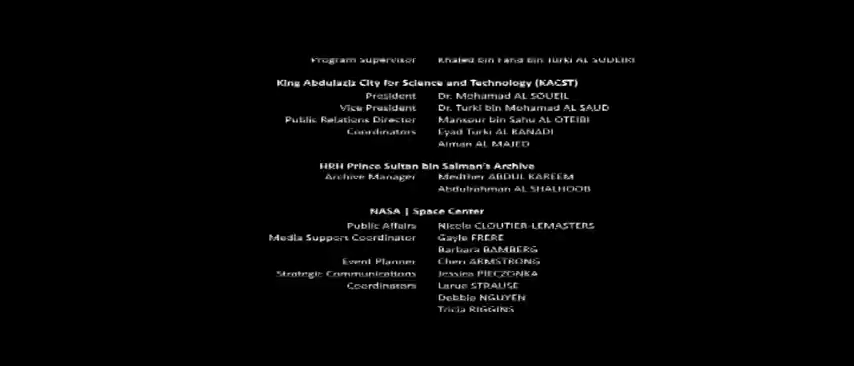 Program Supervisor Khaled bin Farid bin Turki AL SUDEIRI
King Abdulaziz City for Science and Technology (KACST)
President Dr. Mohamad AL SOUEIL
Vice President Dr. Turki bin Mohamad AL SAUD
Public Relations Director Mansour bin Sahu AL OTEIBI
Coordinators Eyad Turki AL KANADI
Aiman AL MAJED
HRH Prince Sultan bin Salman's Archive
Archive Manager Medther ABDUL KAREEM
Abdulrahman AL SHALHOOB
NASA | Space Center
Public Affairs Nicole CLOUTIER-LEMASTERS
Media Support Coordinator Gayle FRERE
Barbara BAMBERG
Event Planner Cheri ARMSTRONG
Strategic Communications Jessica PIECZONKA
Coordinators Larue STRAUSE
Debbie NGUYEN
Tricia RIGGINS